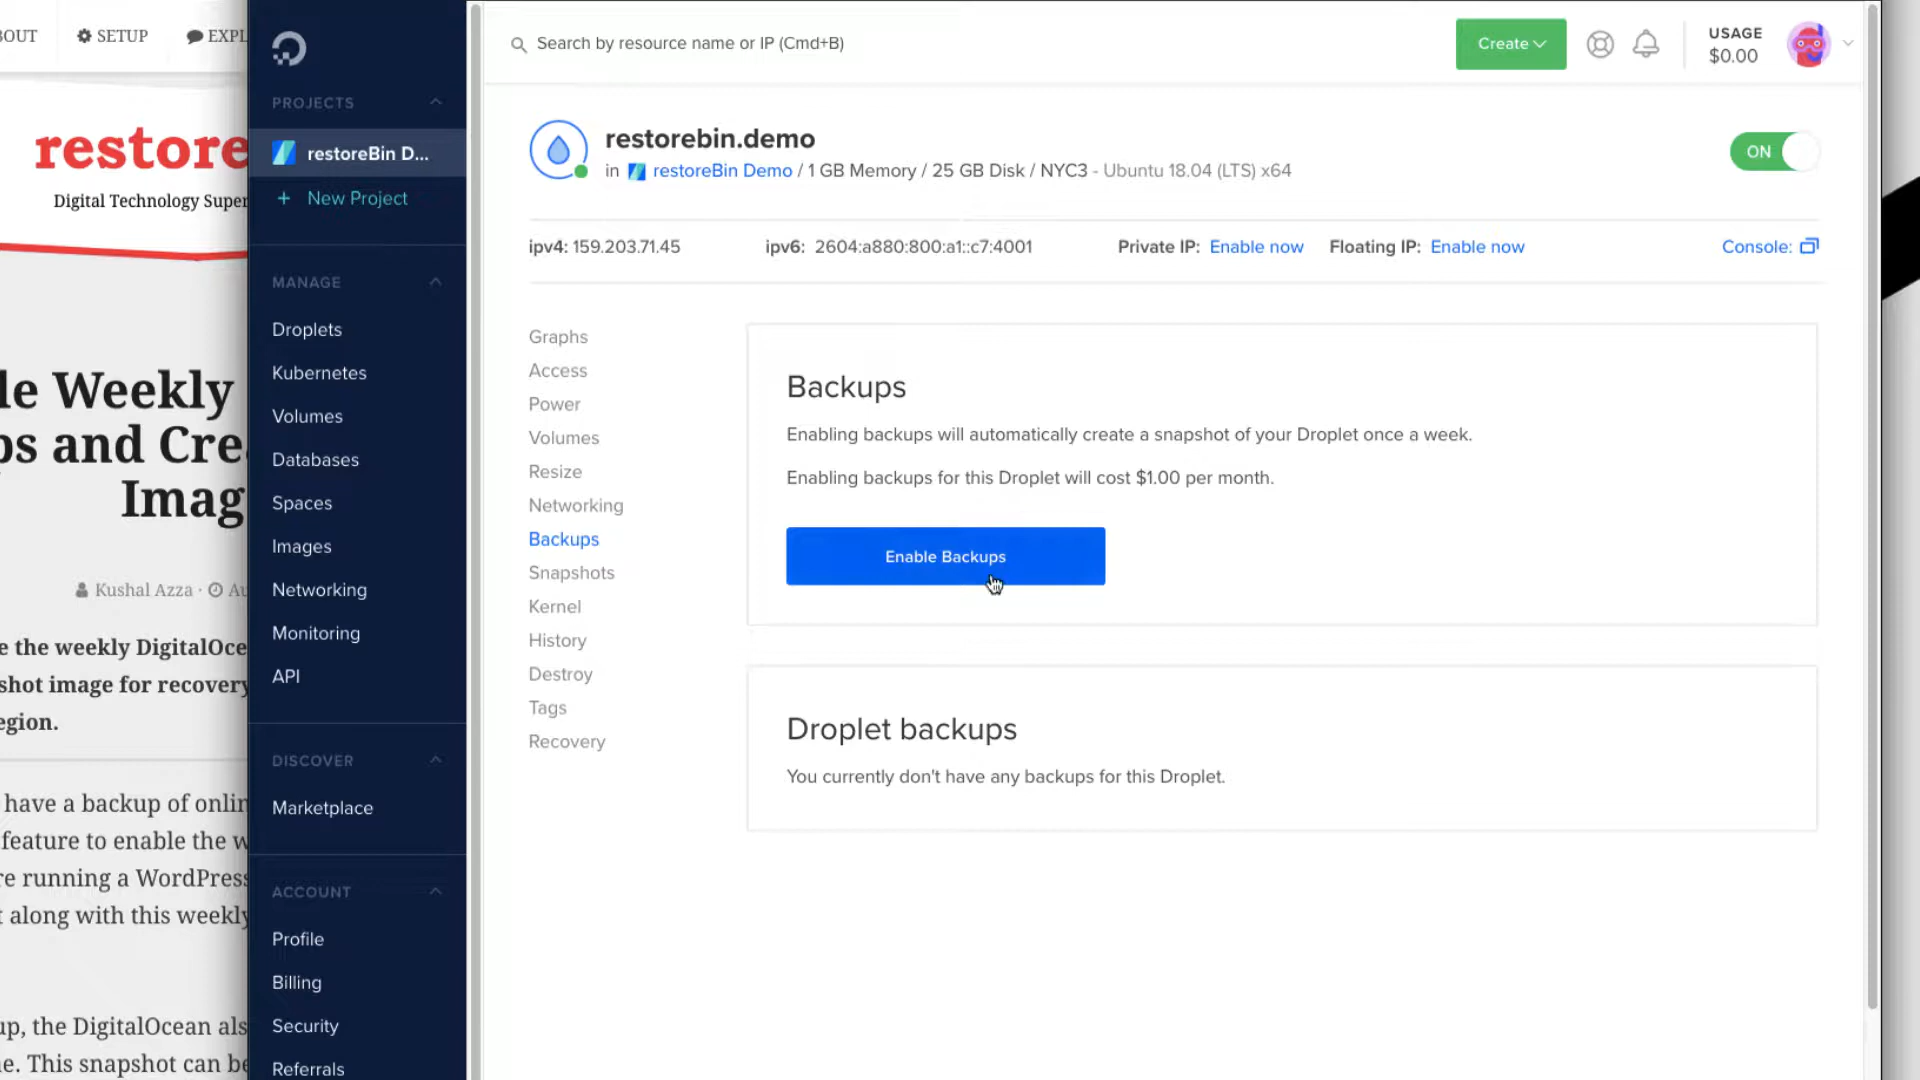 BOUT
SETUP
EXPL
restore
Digital Technology Super
le Weekly
ps and Cre
Imag
Kushal Azza · Au
e the weekly DigitalOce
shot image for recovery
egion.
have a backup of onlin
feature to enable the w
re running a WordPress
t along with this weekly
up, the DigitalOcean als
e. This snapshot can be
PROJECTS
restoreBin D...
+ New Project
MANAGE
Droplets
Kubernetes
Volumes
Databases
Spaces
Images
Networking
Monitoring
API
DISCOVER
Marketplace
ACCOUNT
Profile
Billing
Security
Referrals
Search by resource name or IP (Cmd+B)
Create
USAGE
$0.00
restorebin.demo
in restoreBin Demo / 1 GB Memory / 25 GB Disk / NYC3 - Ubuntu 18.04 (LTS) x64
ON
ipv4: 159.203.71.45
ipv6: 2604:a880:800:a1::c7:4001
Private IP: Enable now
Floating IP: Enable now
Console:
Graphs
Access
Power
Volumes
Resize
Networking
Backups
Snapshots
Kernel
History
Destroy
Tags
Recovery
Backups
Enabling backups will automatically create a snapshot of your Droplet once a week.
Enabling backups for this Droplet will cost $1.00 per month.
Enable Backups
Droplet backups
You currently don't have any backups for this Droplet.